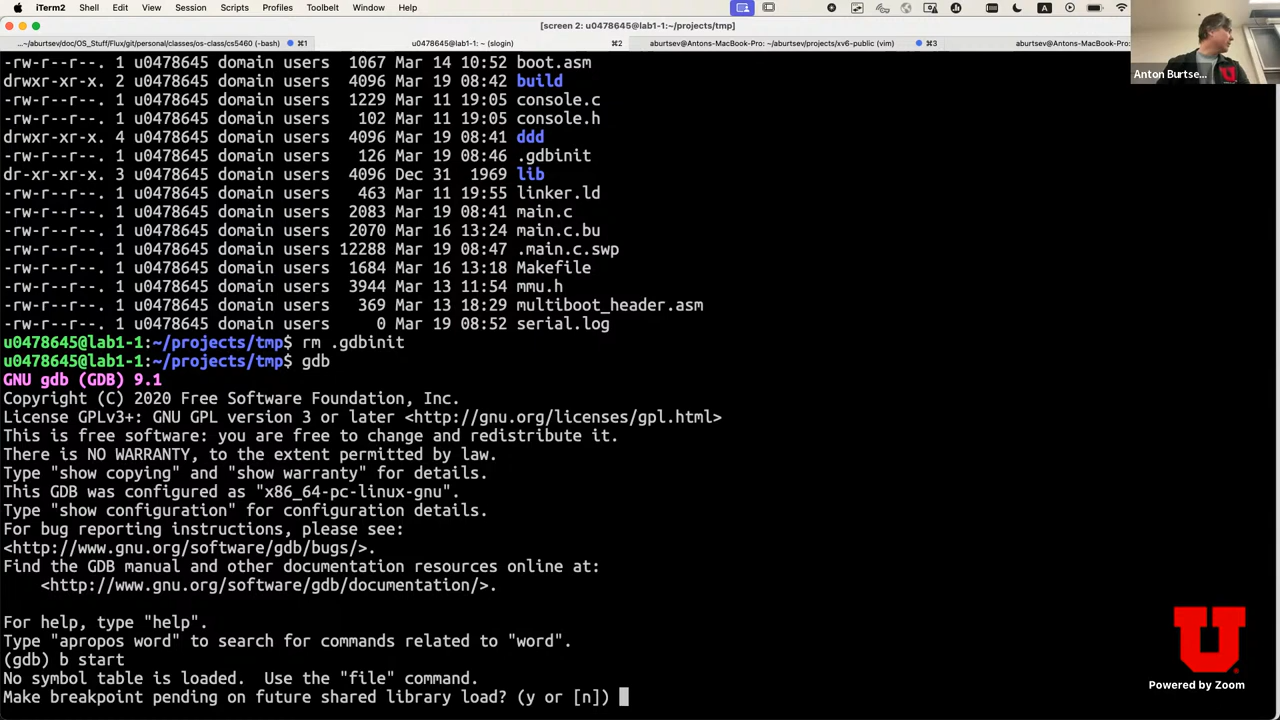 iTerm2 Shell Edit View Session Scripts Profiles Toolbelt Window Help
[screen 2: u0478645@lab1-1:~/projects/tmp]
...aburtsev/doc/OS_Stuff/Flux/git/personal/classes/os-class/cs5460 (-bash) ⌘1 u0478645@lab1-1: ~ (slogin) ⌘2 aburtsev@Antons-MacBook-Pro: ~/aburtsev/projects/xv6-public (vim) ⌘3 aburtsev@Antons-MacBook-Pro:
Anton Burtse...
-rw-r--r--. 1 u0478645 domain users 1067 Mar 14 10:52 boot.asm
drwxr-xr-x. 2 u0478645 domain users 4096 Mar 19 08:42 build
-rw-r--r--. 1 u0478645 domain users 1229 Mar 11 19:05 console.c
-rw-r--r--. 1 u0478645 domain users 102 Mar 11 19:05 console.h
drwxr-xr-x. 4 u0478645 domain users 4096 Mar 19 08:41 ddd
-rw-r--r--. 1 u0478645 domain users 126 Mar 19 08:46 .gdbinit
dr-xr-xr-x. 3 u0478645 domain users 4096 Dec 31 1969 lib
-rw-r--r--. 1 u0478645 domain users 463 Mar 11 19:55 linker.ld
-rw-r--r--. 1 u0478645 domain users 2083 Mar 19 08:41 main.c
-rw-r--r--. 1 u0478645 domain users 2070 Mar 16 13:24 main.c.bu
-rw-r--r--. 1 u0478645 domain users 12288 Mar 19 08:47 .main.c.swp
-rw-r--r--. 1 u0478645 domain users 1684 Mar 16 13:18 Makefile
-rw-r--r--. 1 u0478645 domain users 3944 Mar 13 11:54 mmu.h
-rw-r--r--. 1 u0478645 domain users 369 Mar 13 18:29 multiboot_header.asm
-rw-r--r--. 1 u0478645 domain users 0 Mar 19 08:52 serial.log
u0478645@lab1-1:~/projects/tmp$ rm .gdbinit
u0478645@lab1-1:~/projects/tmp$ gdb
GNU gdb (GDB) 9.1
Copyright (C) 2020 Free Software Foundation, Inc.
License GPLv3+: GNU GPL version 3 or later <http://gnu.org/licenses/gpl.html>
This is free software: you are free to change and redistribute it.
There is NO WARRANTY, to the extent permitted by law.
Type "show copying" and "show warranty" for details.
This GDB was configured as "x86_64-pc-linux-gnu".
Type "show configuration" for configuration details.
For bug reporting instructions, please see:
<http://www.gnu.org/software/gdb/bugs/>.
Find the GDB manual and other documentation resources online at:
<http://www.gnu.org/software/gdb/documentation/>.
For help, type "help".
Type "apropos word" to search for commands related to "word".
(gdb) b start
No symbol table is loaded. Use the "file" command.
Make breakpoint pending on future shared library load? (y or [n])
U
Powered by Zoom